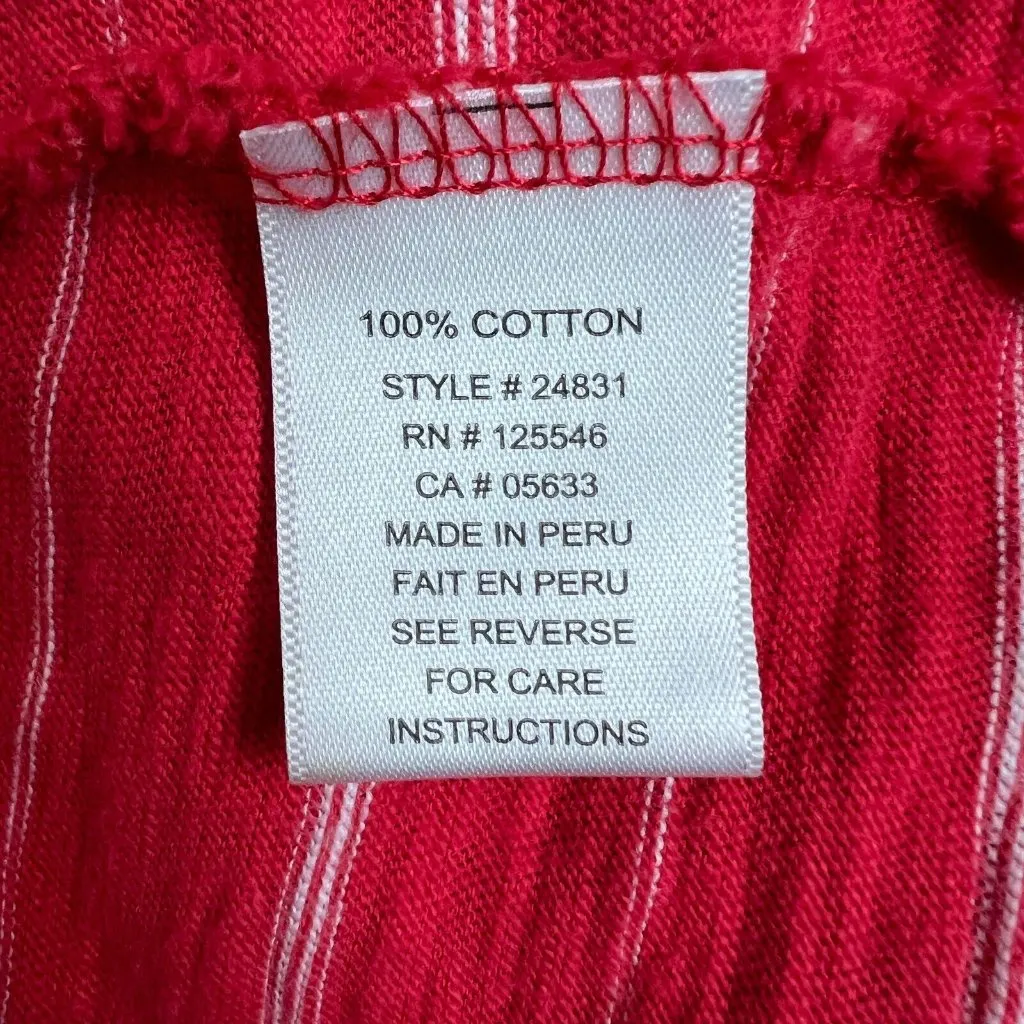 100% COTTON
STYLE # 24831
RN # 125546
CA # 05633
MADE IN PERU
FAIT EN PERU
SEE REVERSE
FOR CARE
INSTRUCTIONS